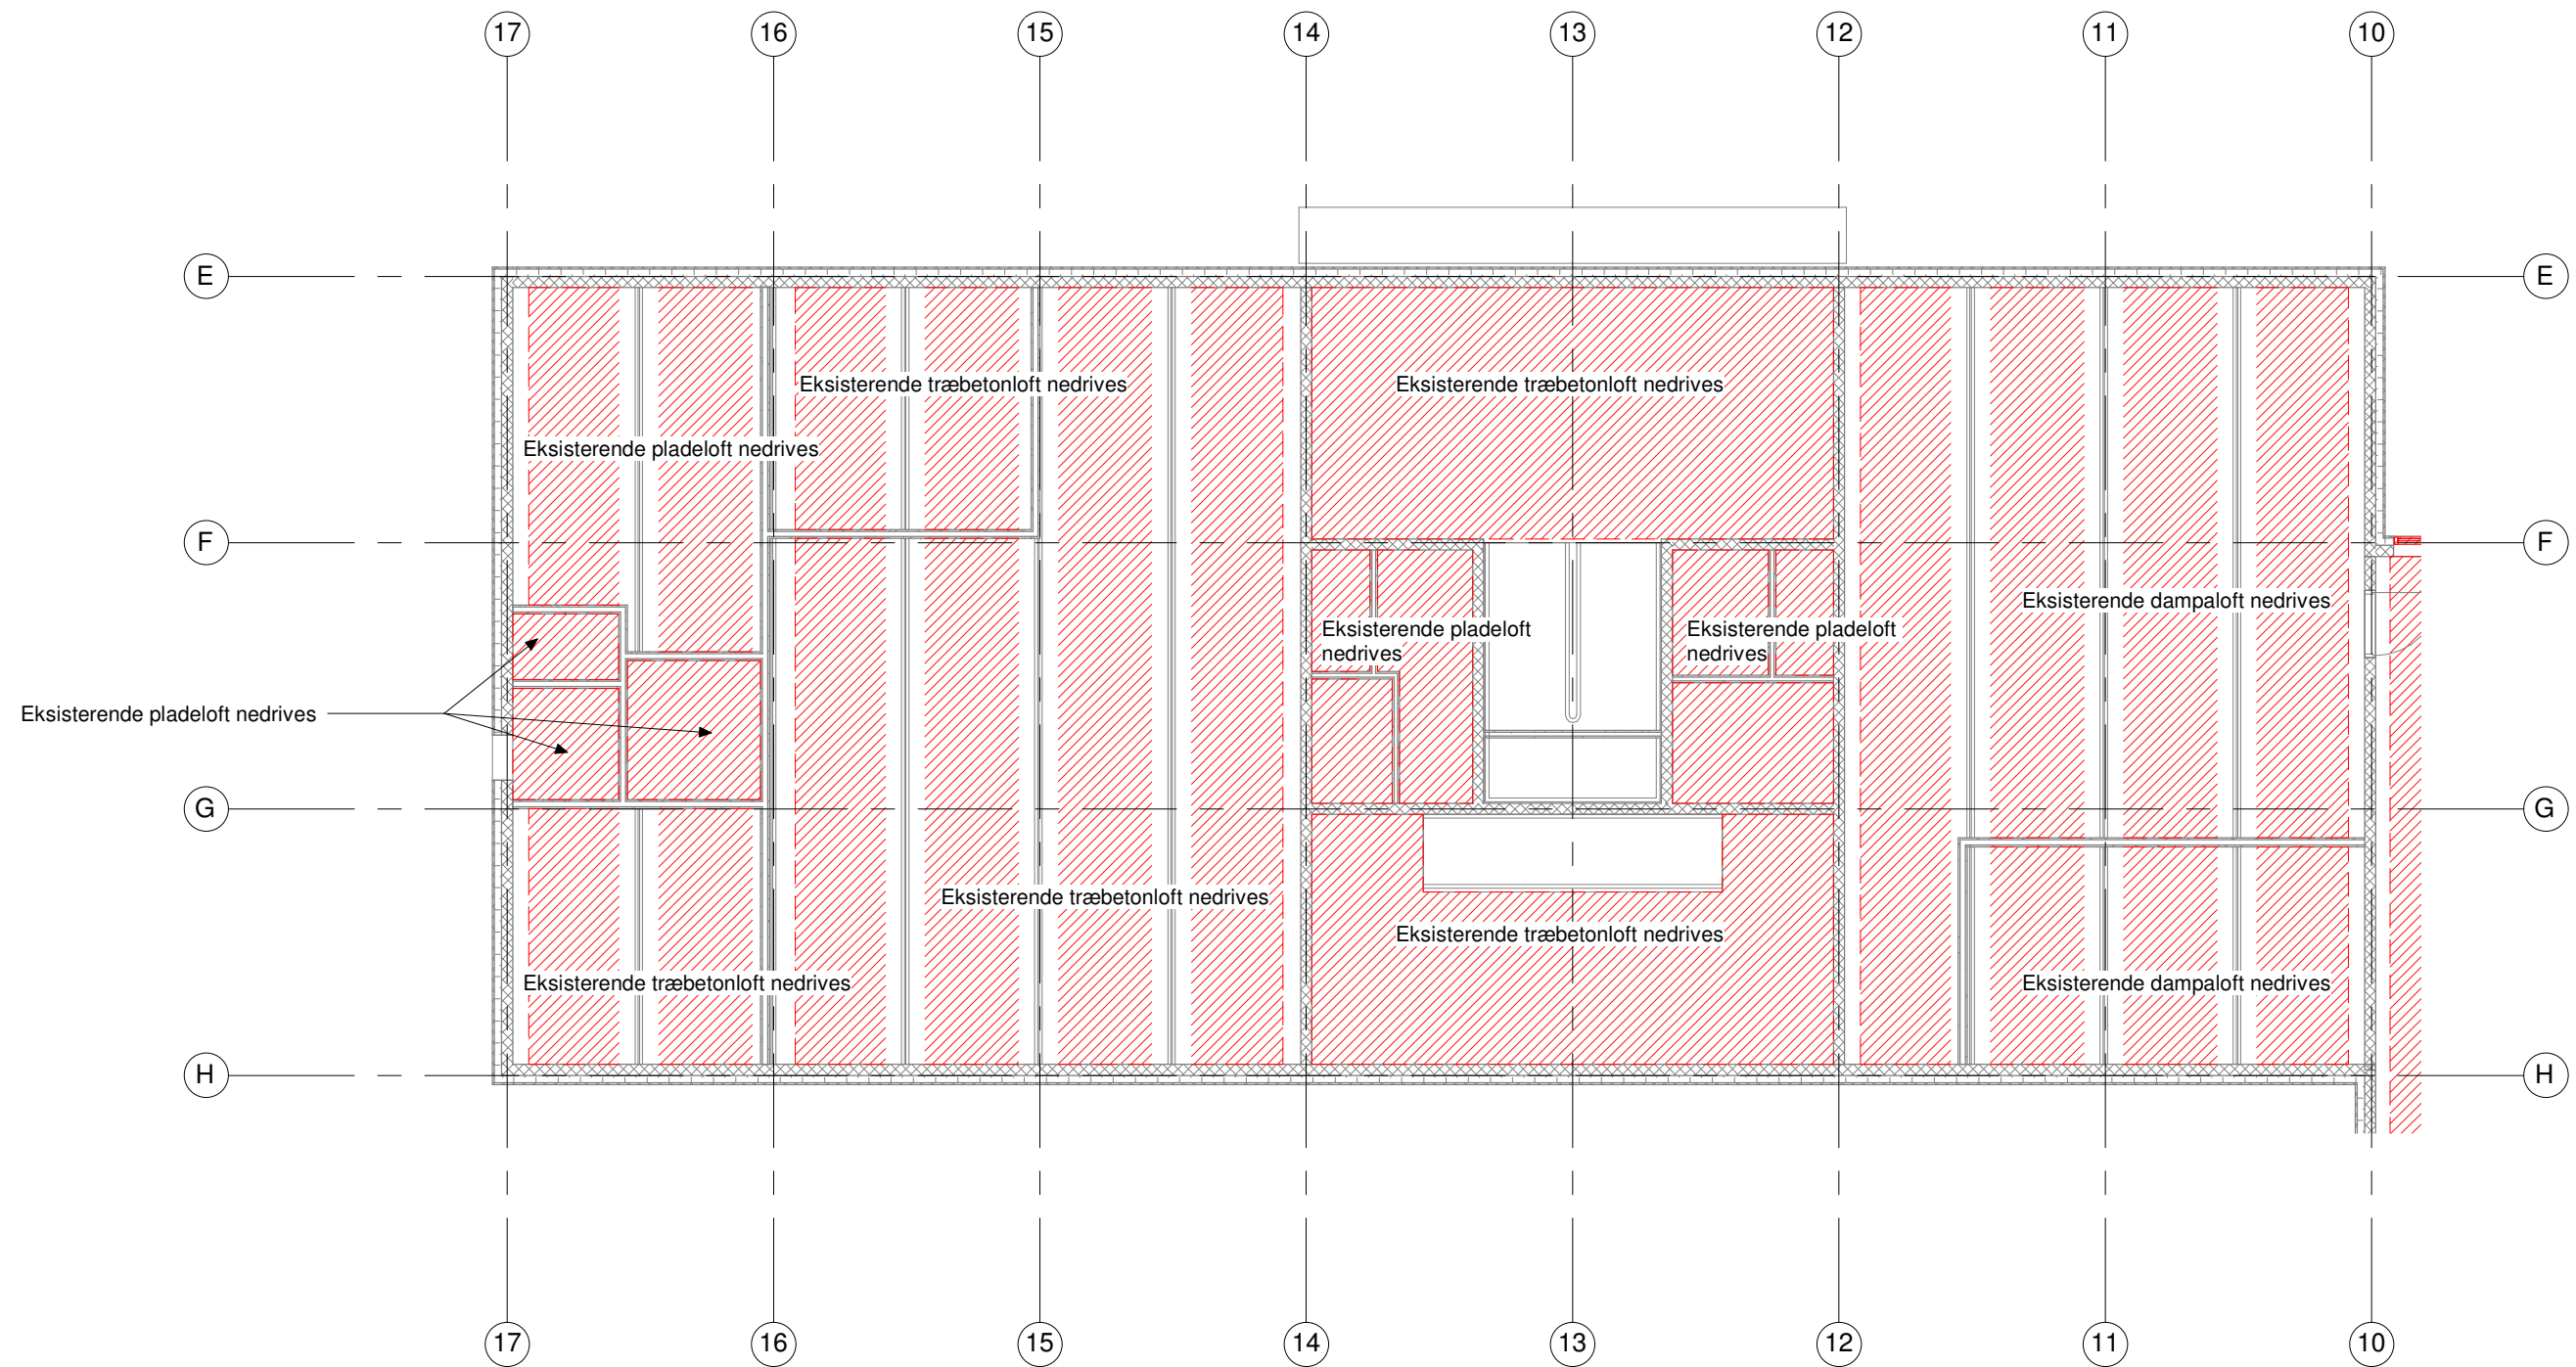 17 16 15 14 13 12 11 10
E E
Eksisterende træbetonloft nedrives
Eksisterende træbetonloft nedrives
Eksisterende pladeloft nedrives
F F
Eksisterende dampaloft nedrives
Eksisterende pladeloft
nedrives
Eksisterende pladeloft
nedrives
Eksisterende pladeloft nedrives
G G
Eksisterende træbetonloft nedrives
Eksisterende træbetonloft nedrives
Eksisterende træbetonloft nedrives
Eksisterende dampaloft nedrives
H H
17 16 15 14 13 12 11 10